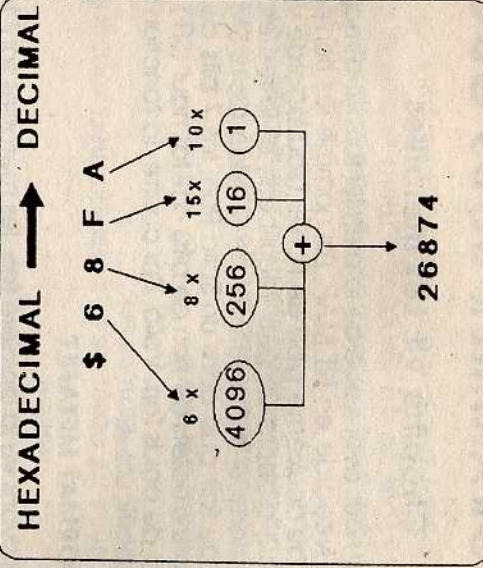 HEXADECIMAL DECIMAL
$ 6 8 F A
6 X 8 X 15X 10X
4096 256 16 1
+
26874